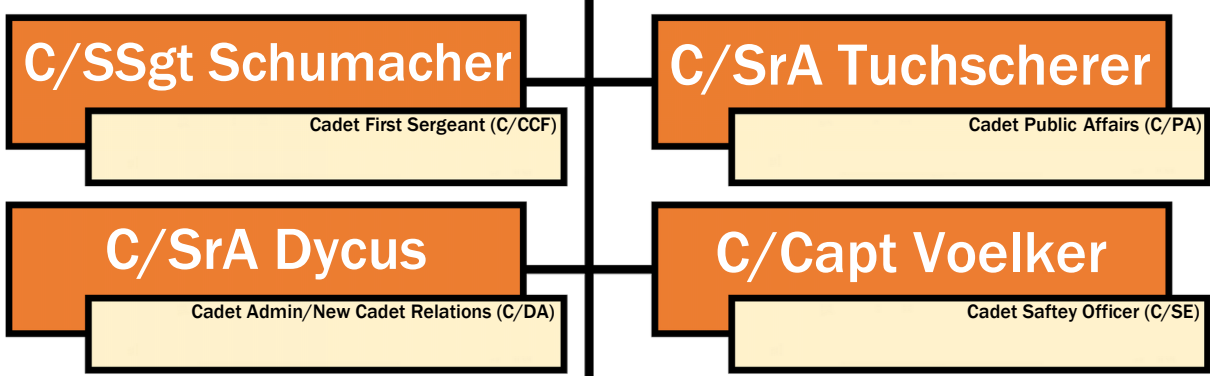 C/SSgt Schumacher
Cadet First Sergeant (C/CCF)
C/SrA Tuchscherer
Cadet Public Affairs (C/PA)
C/SrA Dycus
Cadet Admin/New Cadet Relations (C/DA)
C/Capt Voelker
Cadet Saftey Officer (C/SE)